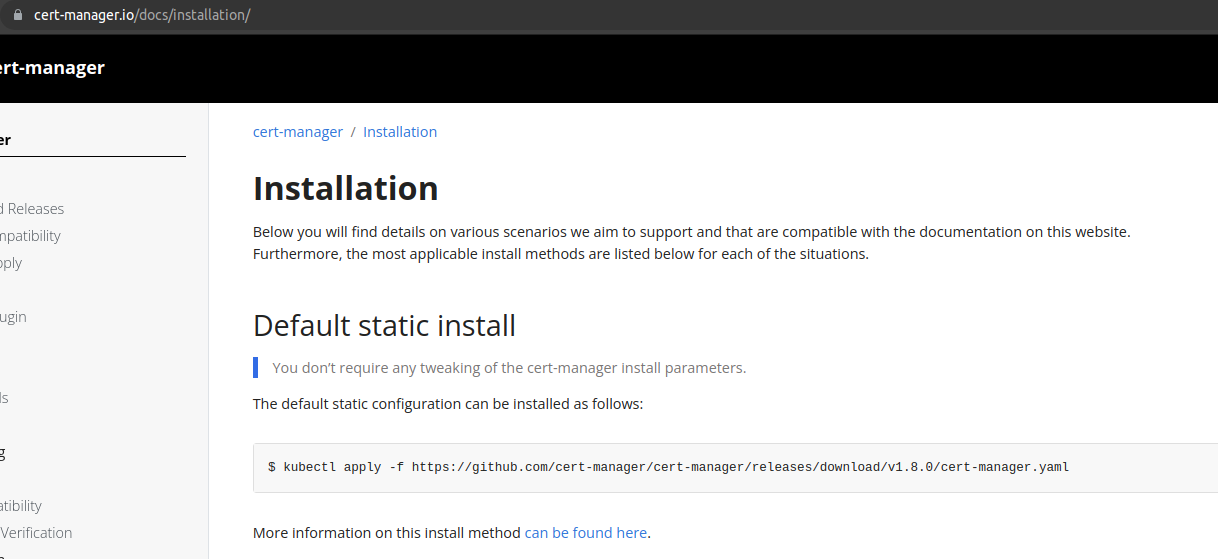 cert-manager.io/docs/installation/
ert-manager
er
d Releases
mpatibility
pply
ugin
ls
g
atibility
Verification
cert-manager / Installation
Installation
Below you will find details on various scenarios we aim to support and that are compatible with the documentation on this website.
Furthermore, the most applicable install methods are listed below for each of the situations.
Default static install
You don’t require any tweaking of the cert-manager install parameters.
The default static configuration can be installed as follows:
$ kubectl apply -f https://github.com/cert-manager/cert-manager/releases/download/v1.8.0/cert-manager.yaml
More information on this install method can be found here.